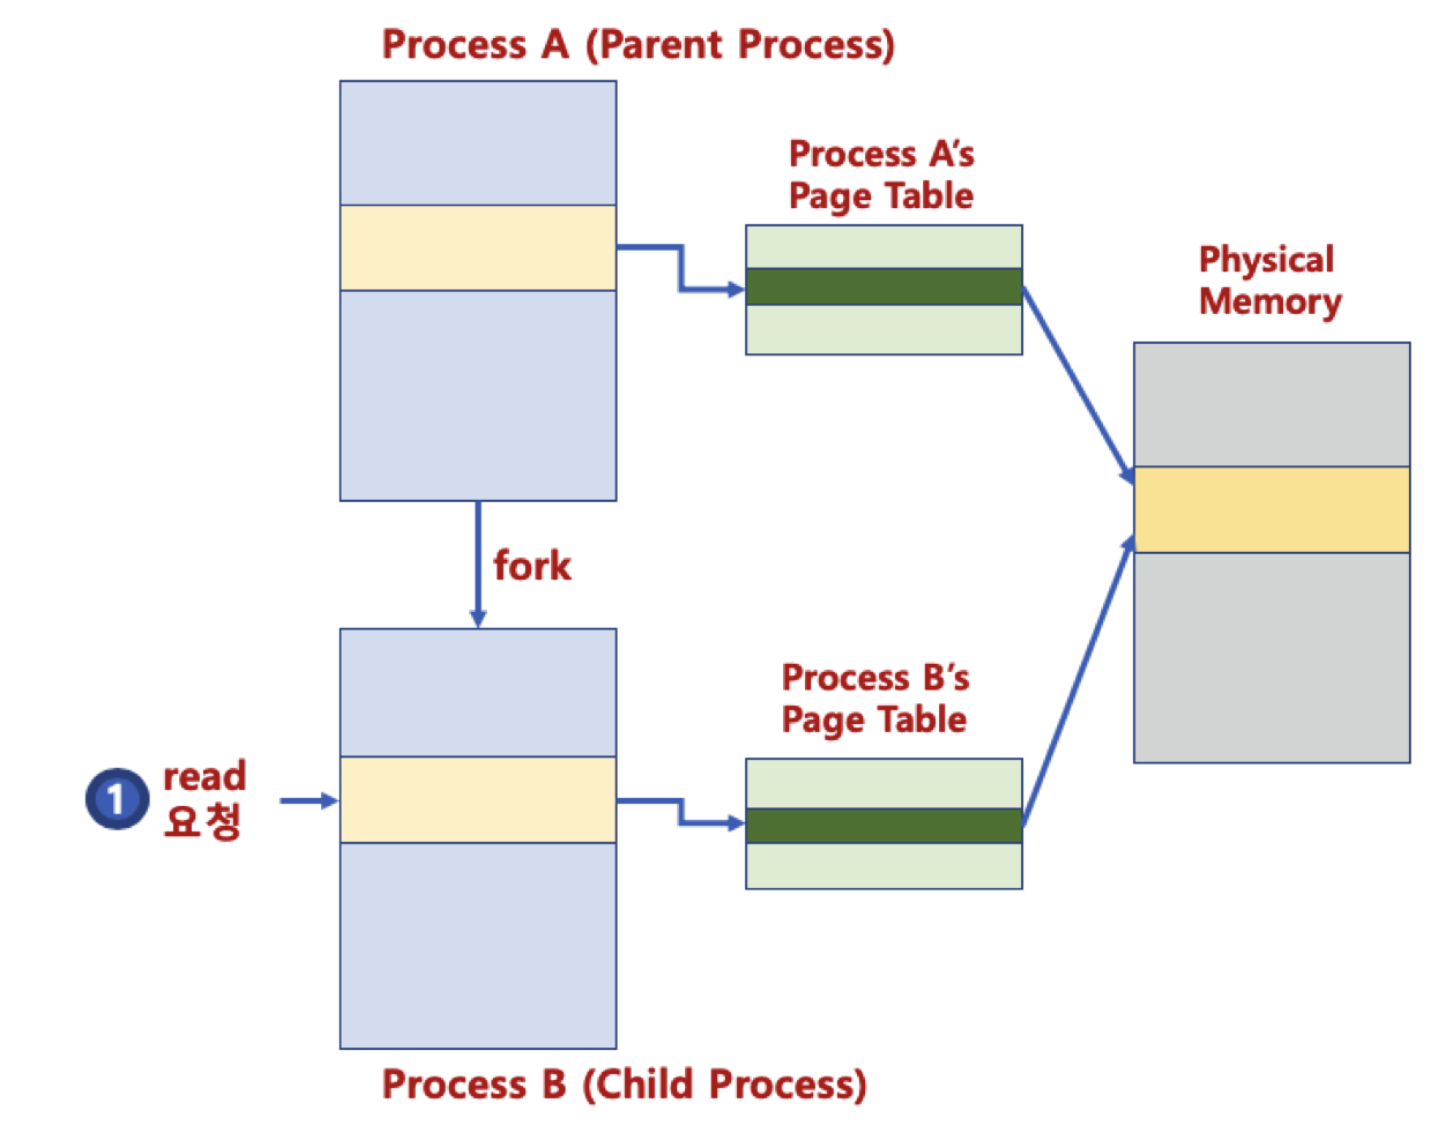 Process A (Parent Process)
Process A's
Page Table
Physical
Memory
fork
Process B's
Page Table
1
read
요청
Process B (Child Process)